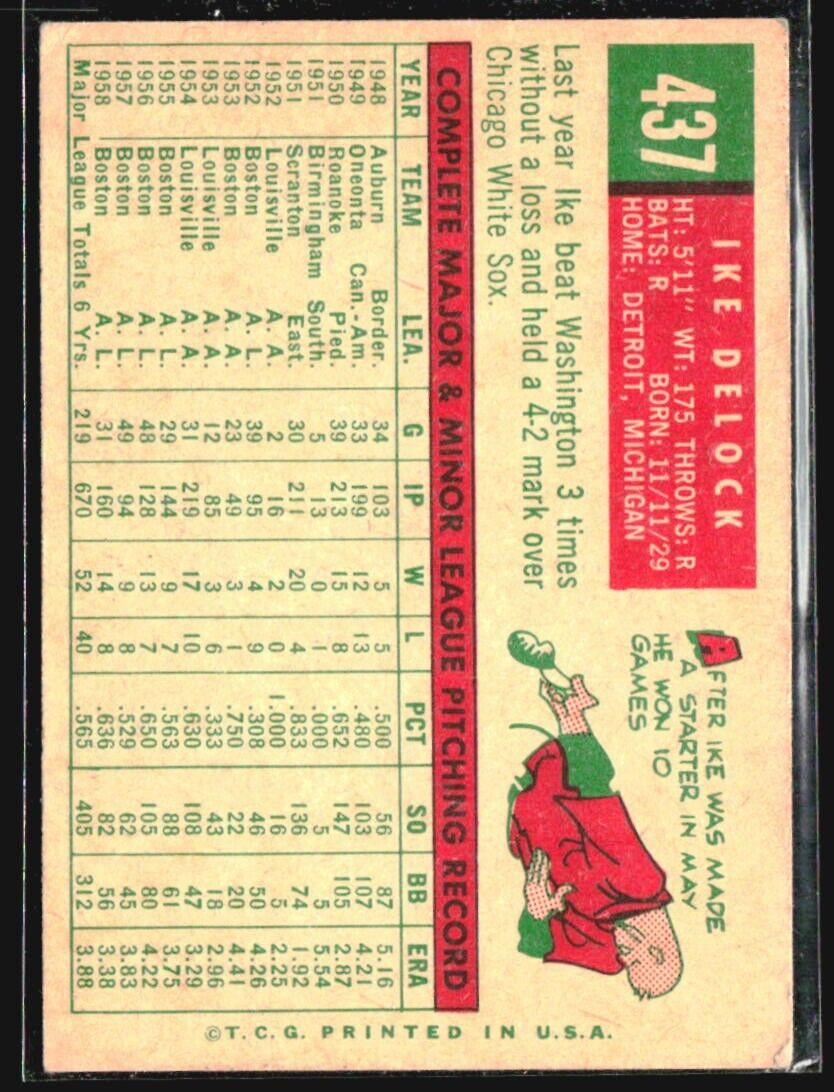 437
IKE DELOCK
HT: 5'11" WT: 175 THROWS: R
BATS: R BORN: 11/11/29
HOME: DETROIT, MICHIGAN
Last year Ike beat Washington 3 times
without a loss and held a 4-2 mark over
Chicago White Sox.
AFTER IKE WAS MADE
A STARTER IN MAY
HE WON 10
GAMES
COMPLETE MAJOR & MINOR LEAGUE PITCHING RECORD
YEAR TEAM / LEA. G IP W L PCT SO BB ERA
1948 Auburn Border. 34 103 5 5 .500 56 87 5.16
1949 Oneonta Can.-Am. 33 199 12 13 .480 103 107 4.21
1950 Roanoke Pied. 39 213 15 8 .652 147 105 2.87
1951 Birmingham South. 5 13 0 1 .000 5 5 5.54
1951 Scranton East. 30 211 20 4 .833 136 74 1.92
1952 Louisville A. A. 2 16 2 0 1.000 16 5 2.25
1952 Boston A. L. 39 95 4 9 .308 46 50 4.26
1953 Boston A. L. 23 49 3 1 .750 22 20 4.41
1953 Louisville A. A. 12 85 3 6 .333 43 18 2.96
1954 Louisville A. A. 31 219 17 10 .630 108 47 3.29
1955 Boston A. L. 29 144 9 7 .563 88 61 3.75
1956 Boston A. L. 48 128 13 7 .650 105 80 4.22
1957 Boston A. L. 49 94 9 8 .529 62 45 3.83
1958 Boston A. L. 31 160 14 8 .636 82 56 3.38
Major League Totals 6 Yrs. 219 670 52 40 .565 405 312 3.88
©T.C.G. PRINTED IN U.S.A.